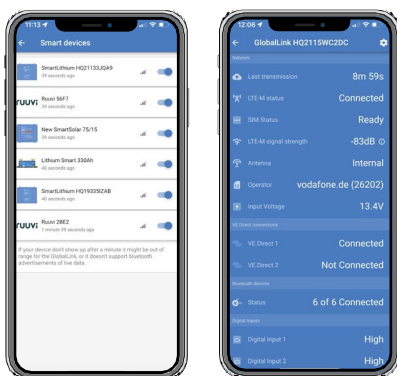 11:13
Smart devices
SmartLithium HQ21133JGA9
39 seconds ago
ruuvi
Ruuvi 56F7
39 seconds ago
New SmartSolar 75/15
39 seconds ago
Lithium Smart 330Ah
40 seconds ago
SmartLithium HQ19335IZAB
40 seconds ago
ruuvi
Ruuvi 2BE2
1 minute 39 seconds ago
If your device don't show up after a minute it might be out of
range for the GlobalLink, or it doesn't support bluetooth
advertisements of live data.
12:06
GlobalLink HQ2115WC2DC
Network
Last transmission 8m 59s
LTE-M status Connected
SIM Status Ready
LTE-M signal strength -83dB
Antenna Internal
Operator vodafone.de (26202)
Input Voltage 13.4V
VE.Direct connections
VE.Direct 1 Connected
VE.Direct 2 Not Connected
Bluetooth devices
Status 6 of 6 Connected
Digital inputs
Digital Input 1 High
Digital Input 2 High